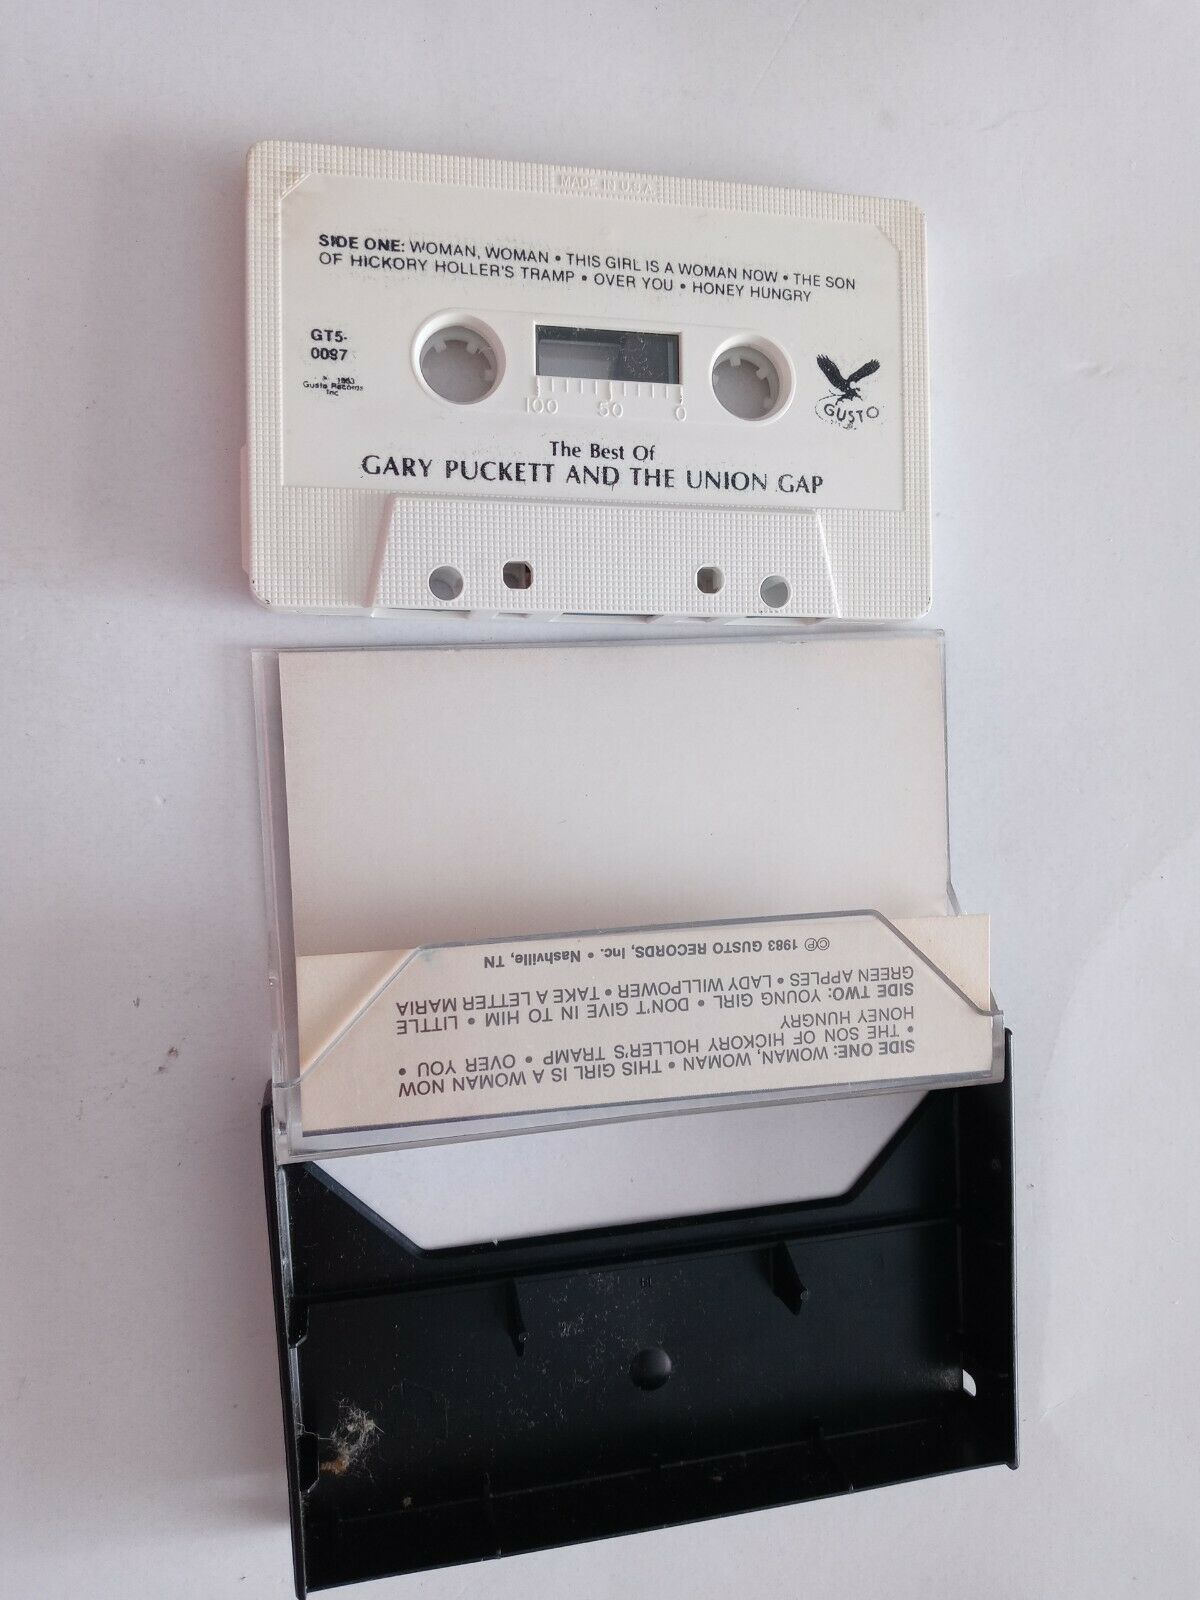 MADE IN U.S.A.
SIDE ONE: WOMAN, WOMAN • THIS GIRL IS A WOMAN NOW • THE SON
OF HICKORY HOLLER'S TRAMP • OVER YOU • HONEY HUNGRY
GT5-
0097
℗ 1983
Gusto Records
Inc
100 50 0
GUSTO
The Best Of
GARY PUCKETT AND THE UNION GAP
SIDE ONE: WOMAN, WOMAN • THIS GIRL IS A WOMAN NOW
• THE SON OF HICKORY HOLLER'S TRAMP • OVER YOU •
HONEY HUNGRY
SIDE TWO: YOUNG GIRL • DON'T GIVE IN TO HIM • LITTLE
GREEN APPLES • LADY WILLPOWER • TAKE A LETTER MARIA
©℗ 1983 GUSTO RECORDS, Inc. • Nashville, TN